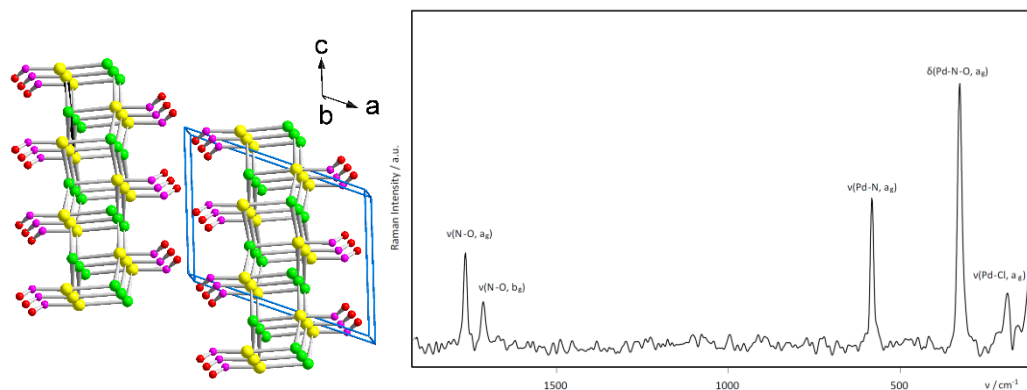 c
a
b
Raman Intensity / a.u.
ν(N-O, ag)
ν(N-O, bg)
ν(Pd-N, ag)
δ(Pd-N-O, ag)
ν(Pd-Cl, ag)
1500
1000
500
ν / cm⁻¹